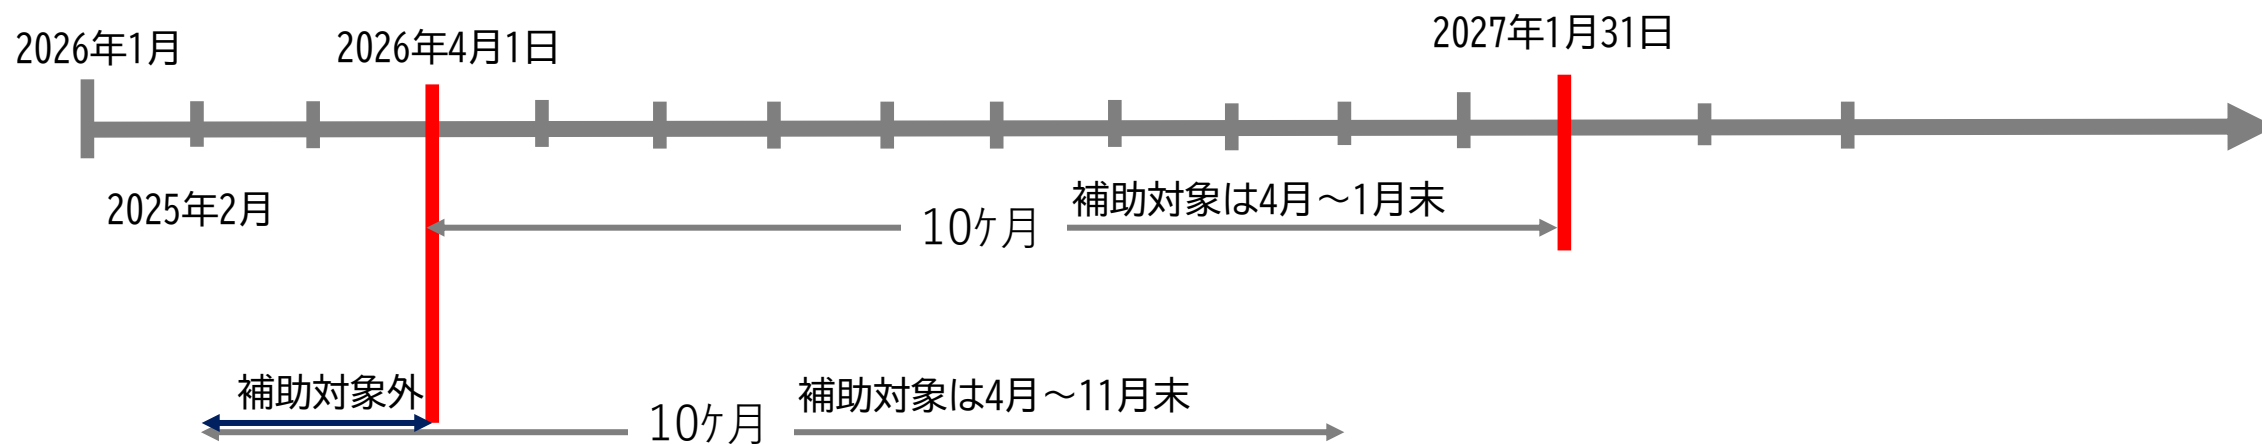 2026年1月
2026年4月1日
2027年1月31日
2025年2月
10ケ月
補助対象は4月～1月末
補助対象外
10ケ月
補助対象は4月～11月末